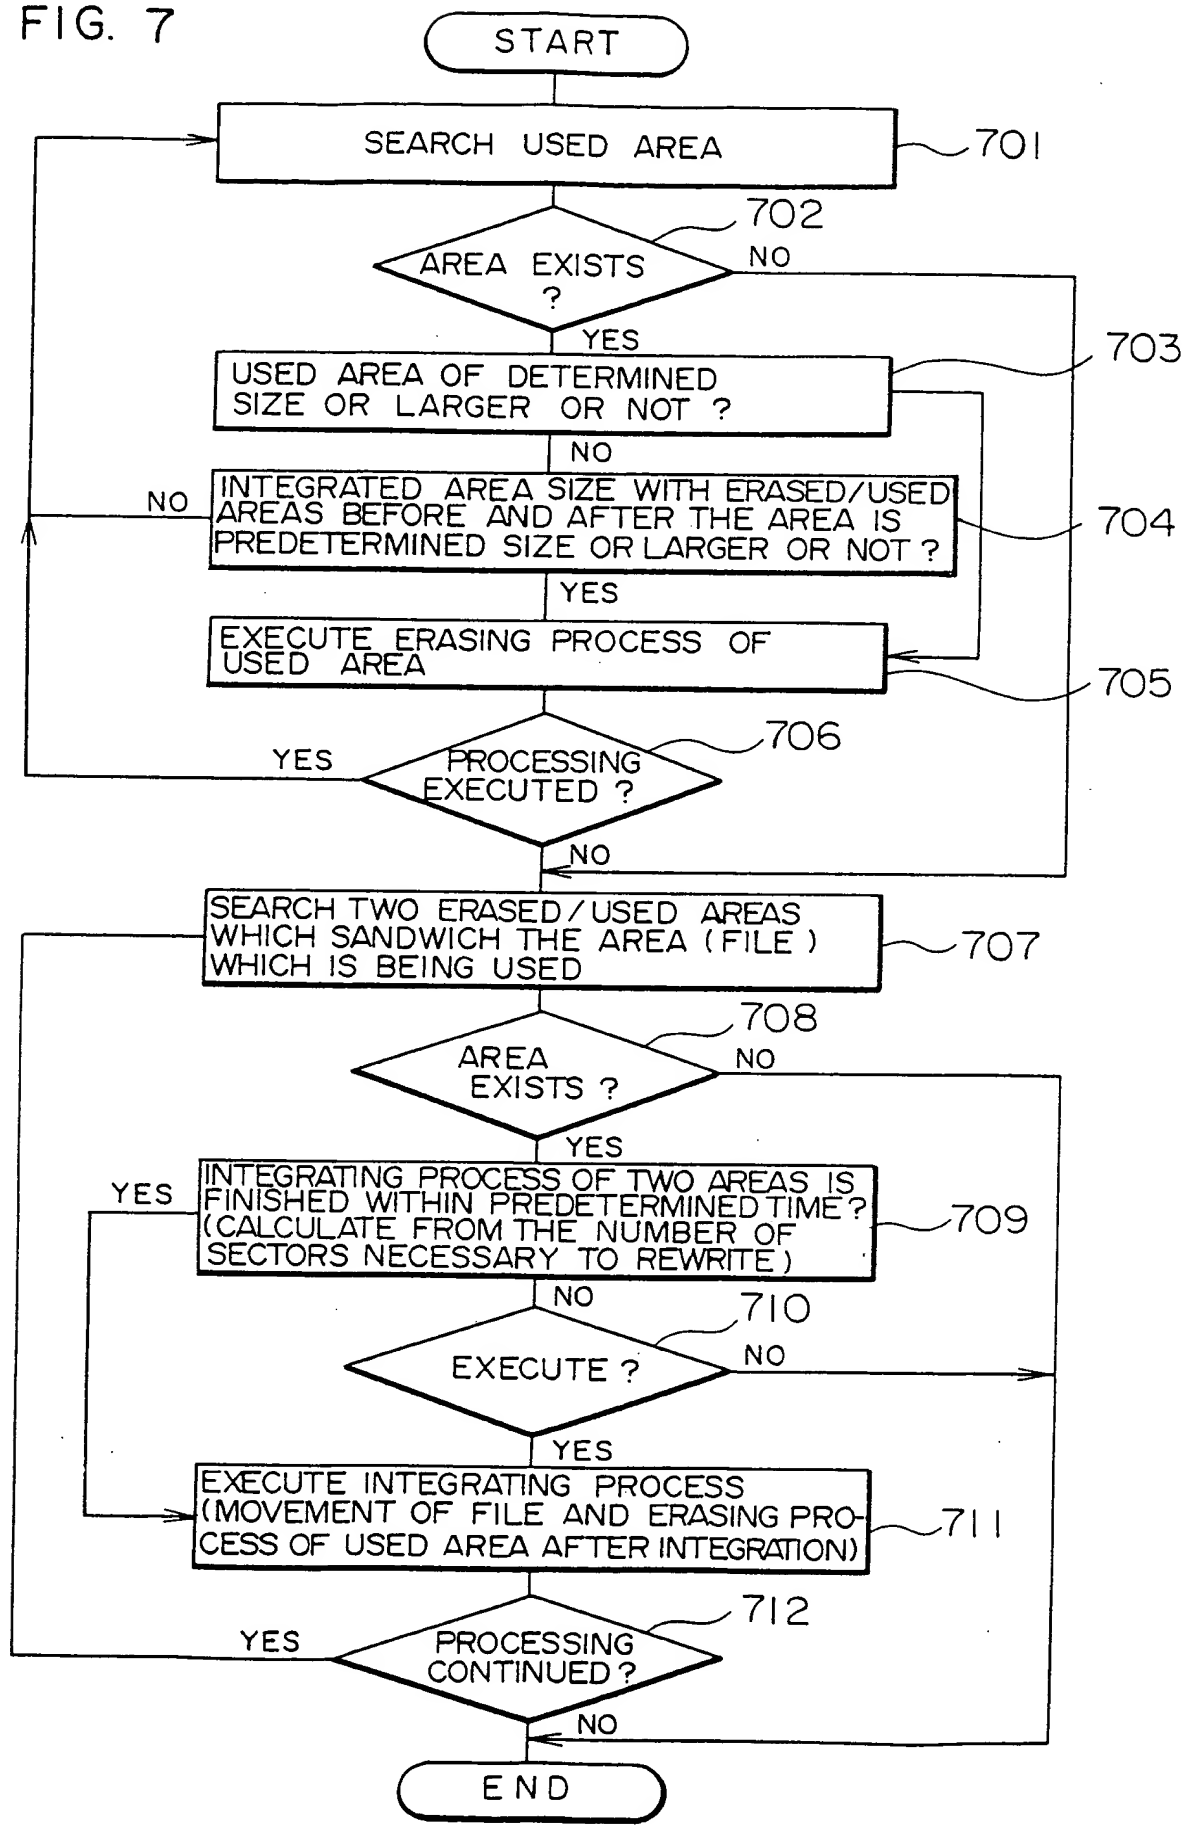 FIG. 7
START
SEARCH USED AREA
701
702
AREA EXISTS
?
NO
YES
703
USED AREA OF DETERMINED
SIZE OR LARGER OR NOT ?
NO
INTEGRATED AREA SIZE WITH ERASED/USED
AREAS BEFORE AND AFTER THE AREA IS
PREDETERMINED SIZE OR LARGER OR NOT ?
NO
704
YES
EXECUTE ERASING PROCESS OF
USED AREA
705
706
PROCESSING
EXECUTED ?
YES
NO
SEARCH TWO ERASED/USED AREAS
WHICH SANDWICH THE AREA (FILE)
WHICH IS BEING USED
707
708
AREA
EXISTS ?
NO
YES
INTEGRATING PROCESS OF TWO AREAS IS
FINISHED WITHIN PREDETERMINED TIME?
(CALCULATE FROM THE NUMBER OF
SECTORS NECESSARY TO REWRITE)
YES
709
NO
710
EXECUTE ?
NO
YES
EXECUTE INTEGRATING PROCESS
(MOVEMENT OF FILE AND ERASING PRO-
CESS OF USED AREA AFTER INTEGRATION)
711
712
PROCESSING
CONTINUED ?
YES
NO
END